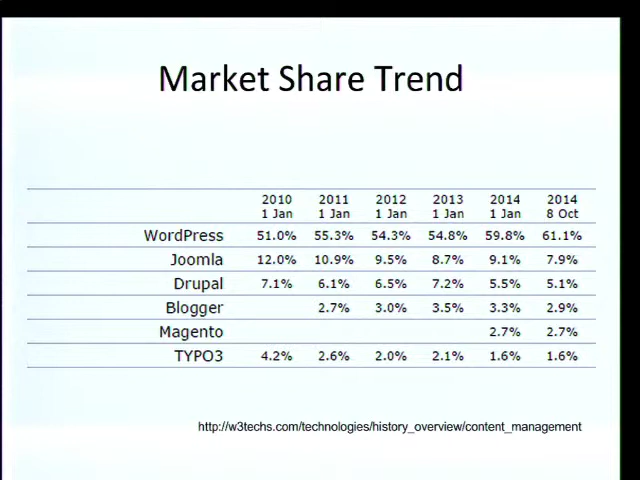 Market Share Trend
2010 2011 2012 2013 2014 2014
1 Jan 1 Jan 1 Jan 1 Jan 1 Jan 8 Oct
WordPress 51.0% 55.3% 54.3% 54.8% 59.8% 61.1%
Joomla 12.0% 10.9% 9.5% 8.7% 9.1% 7.9%
Drupal 7.1% 6.1% 6.5% 7.2% 5.5% 5.1%
Blogger 2.7% 3.0% 3.5% 3.3% 2.9%
Magento 2.7% 2.7%
TYPO3 4.2% 2.6% 2.0% 2.1% 1.6% 1.6%
http://w3techs.com/technologies/history_overview/content_management